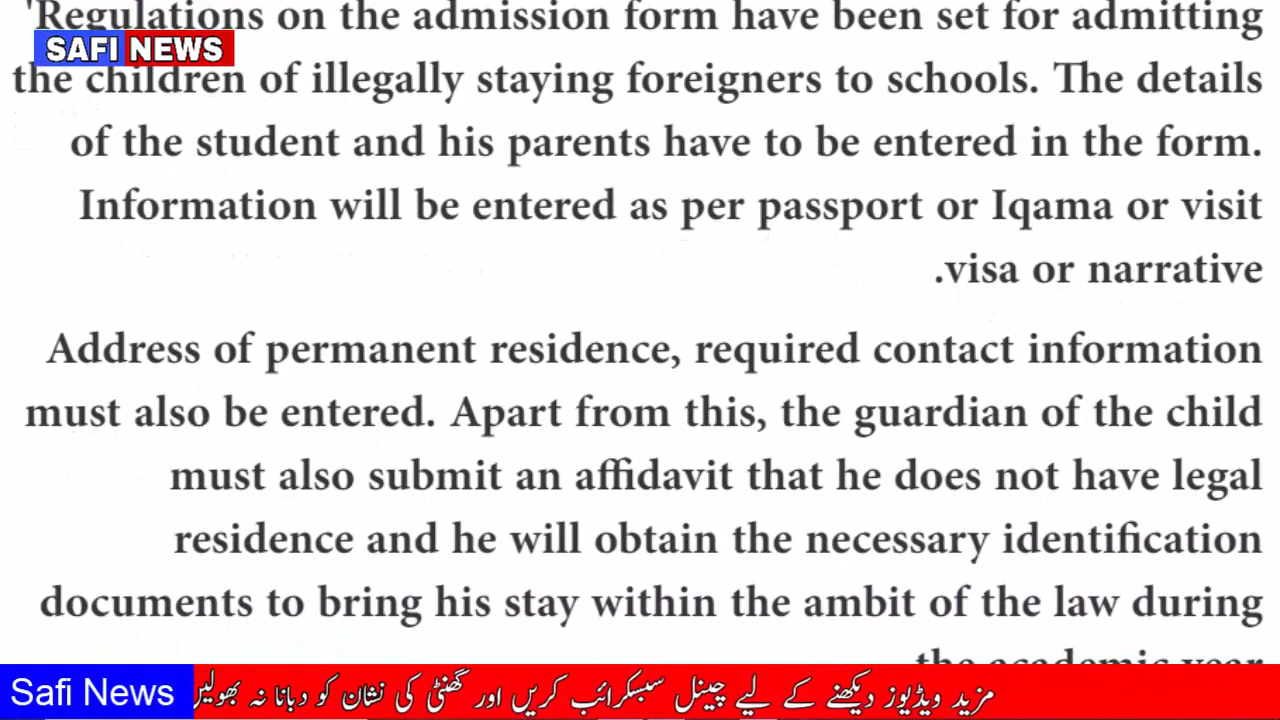 'Regulations on the admission form have been set for admitting
SAFI NEWS
the children of illegally staying foreigners to schools. The details
of the student and his parents have to be entered in the form.
Information will be entered as per passport or Iqama or visit
.visa or narrative
Address of permanent residence, required contact information
must also be entered. Apart from this, the guardian of the child
must also submit an affidavit that he does not have legal
residence and he will obtain the necessary identification
documents to bring his stay within the ambit of the law during
the academic year
Safi News
مزید ویڈیوز دیکھنے کے لیے چینل سبسکرائب کریں اور گھنٹی کی نشان کو دبانا نہ بھولیں